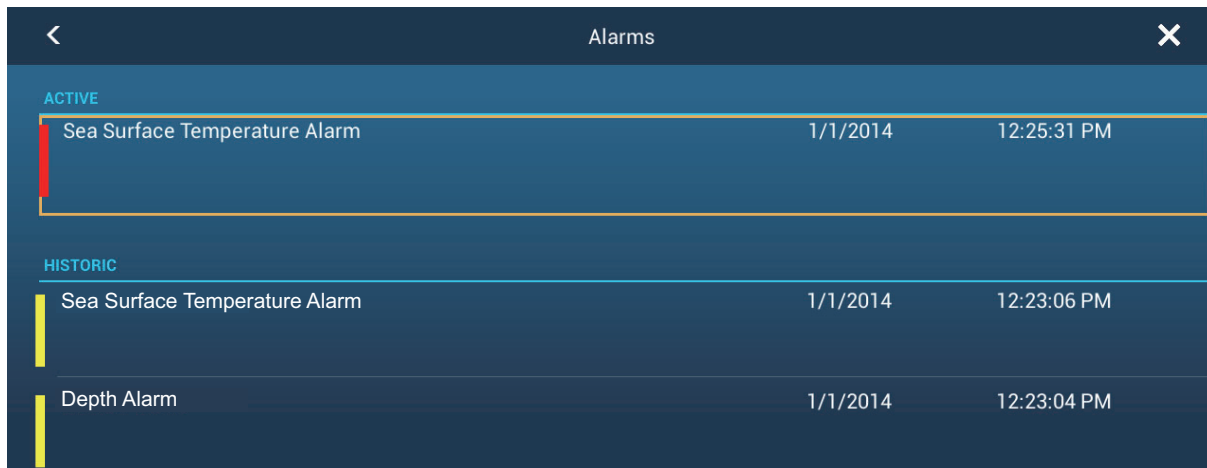 Alarms
ACTIVE
Sea Surface Temperature Alarm 1/1/2014 12:25:31 PM
HISTORIC
Sea Surface Temperature Alarm 1/1/2014 12:23:06 PM
Depth Alarm 1/1/2014 12:23:04 PM